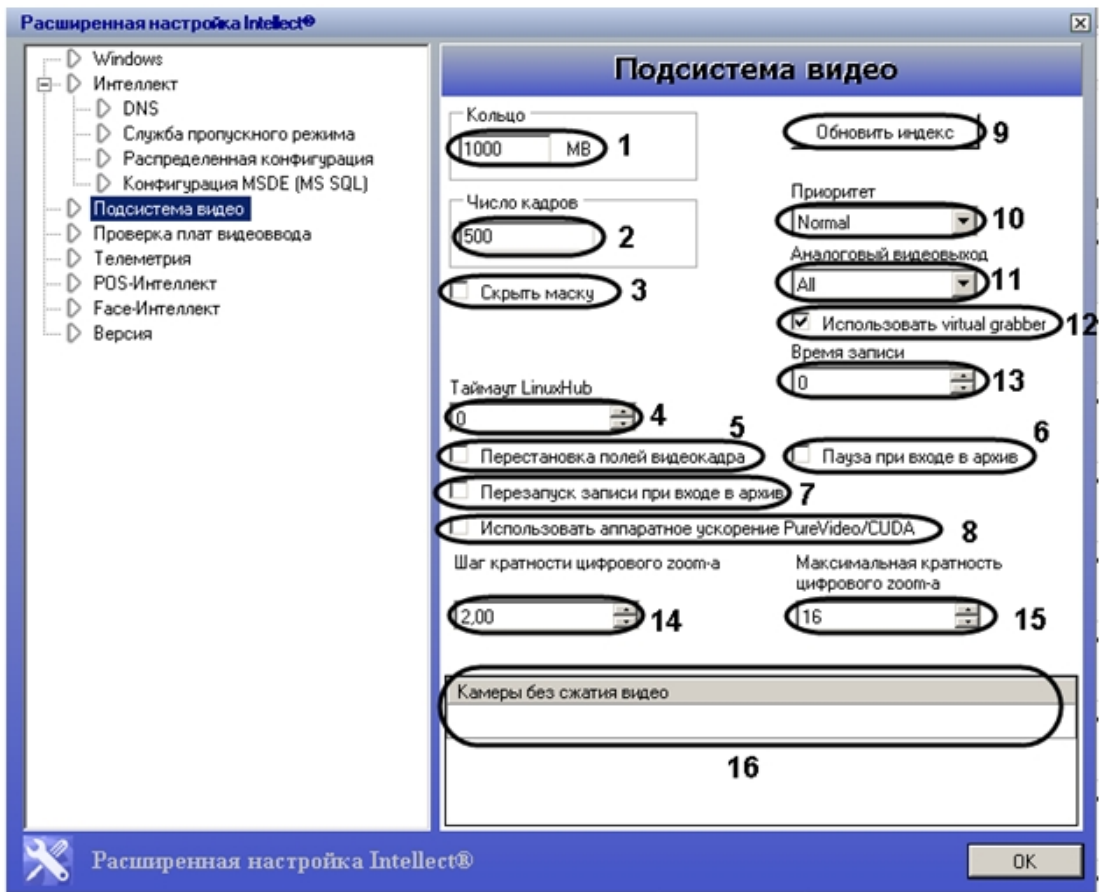 Расширенная настройка Intellect®
Windows
Интеллект
DNS
Служба пропускного режима
Распределенная конфигурация
Конфигурация MSDE (MS SQL)
Подсистема видео
Проверка плат видеоввода
Телеметрия
POS-Интеллект
Face-Интеллект
Версия
Подсистема видео
Кольцо
1000 MB 1
Обновить индекс 9
Число кадров
500 2
Приоритет
Normal 10
Скрыть маску 3
Аналоговый видеовыход
All 11
Использовать virtual grabber 12
Время записи
0 13
Таймаут LinuxHub
0 4
Перестановка полей видеокадра 5
Пауза при входе в архив 6
Перезапуск записи при входе в архив 7
Использовать аппаратное ускорение PureVideo/CUDA 8
Шаг кратности цифрового zoom-а
2,00 14
Максимальная кратность
цифрового zoom-а
16 15
Камеры без сжатия видео
16
Расширенная настройка Intellect®
OK